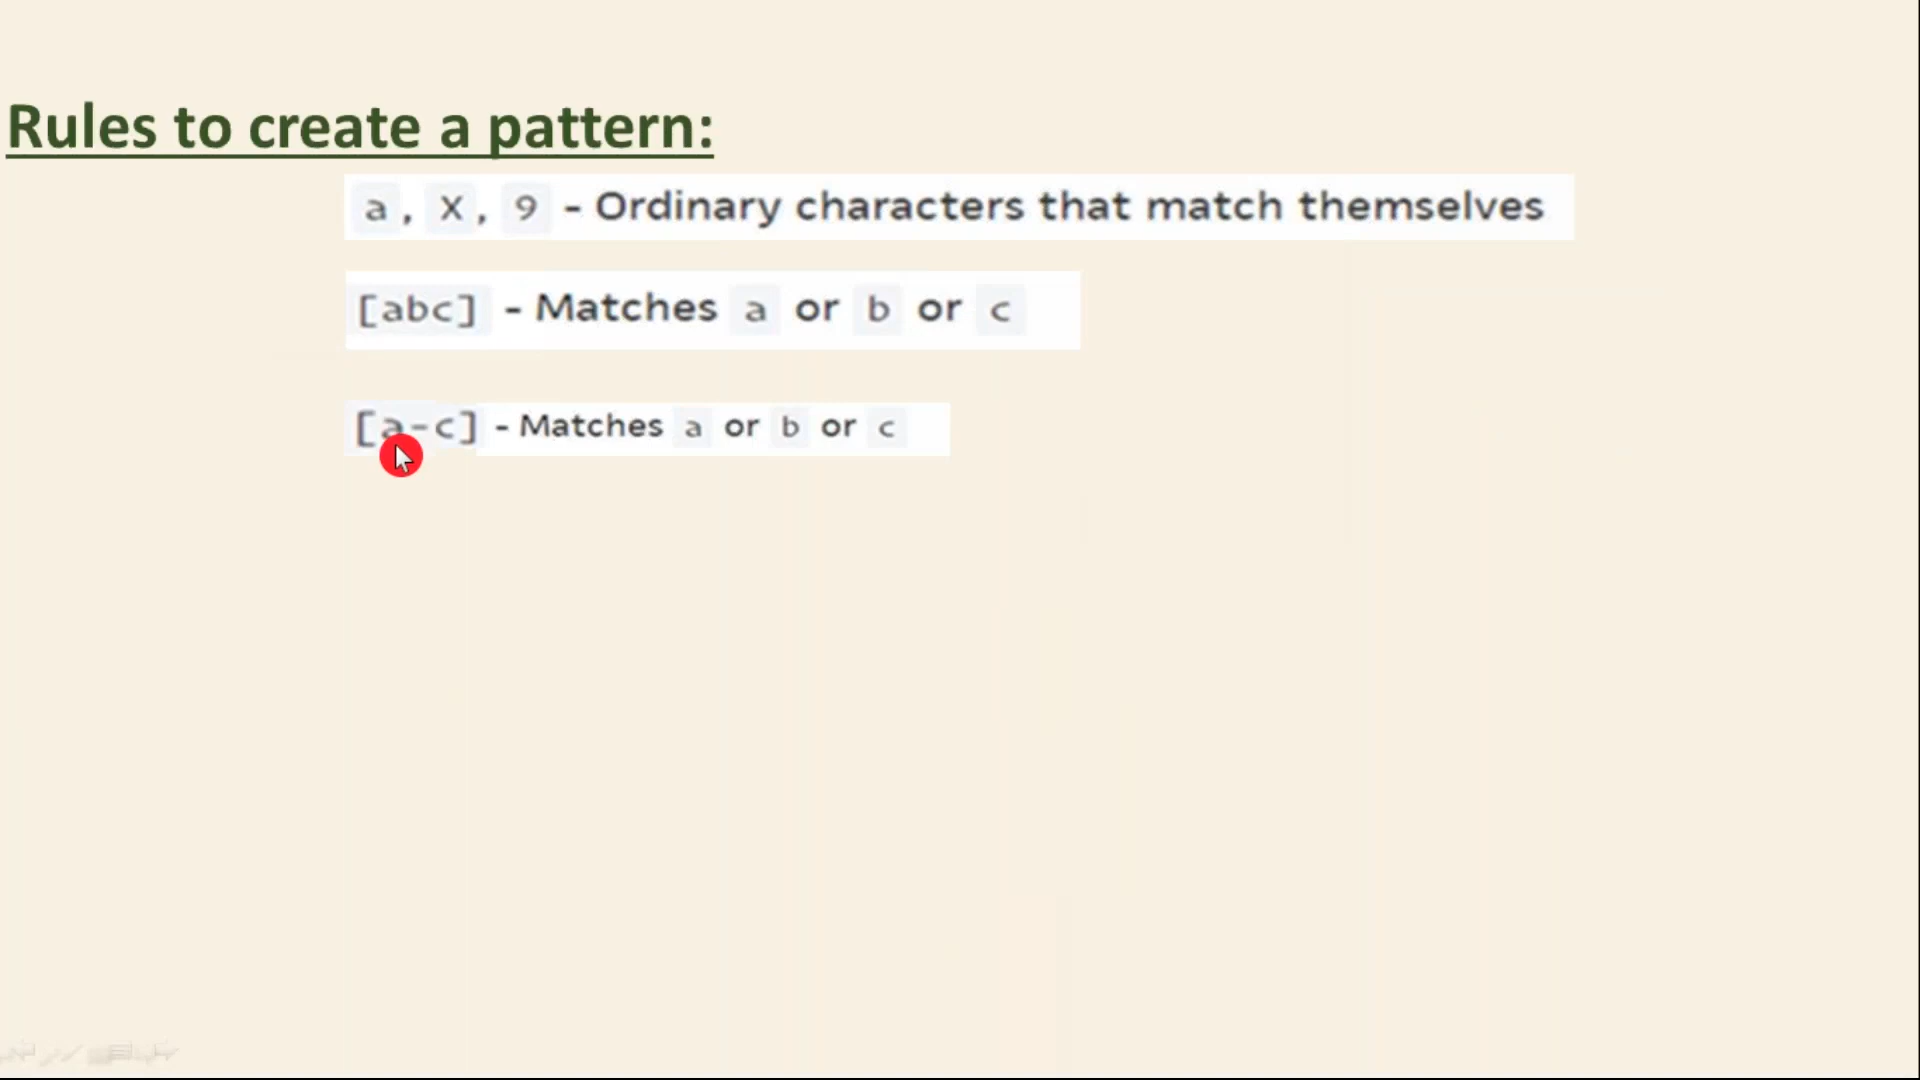 Rules to create a pattern:
a, X, 9 - Ordinary characters that match themselves
[abc] - Matches a or b or c
[a-c] - Matches a or b or c